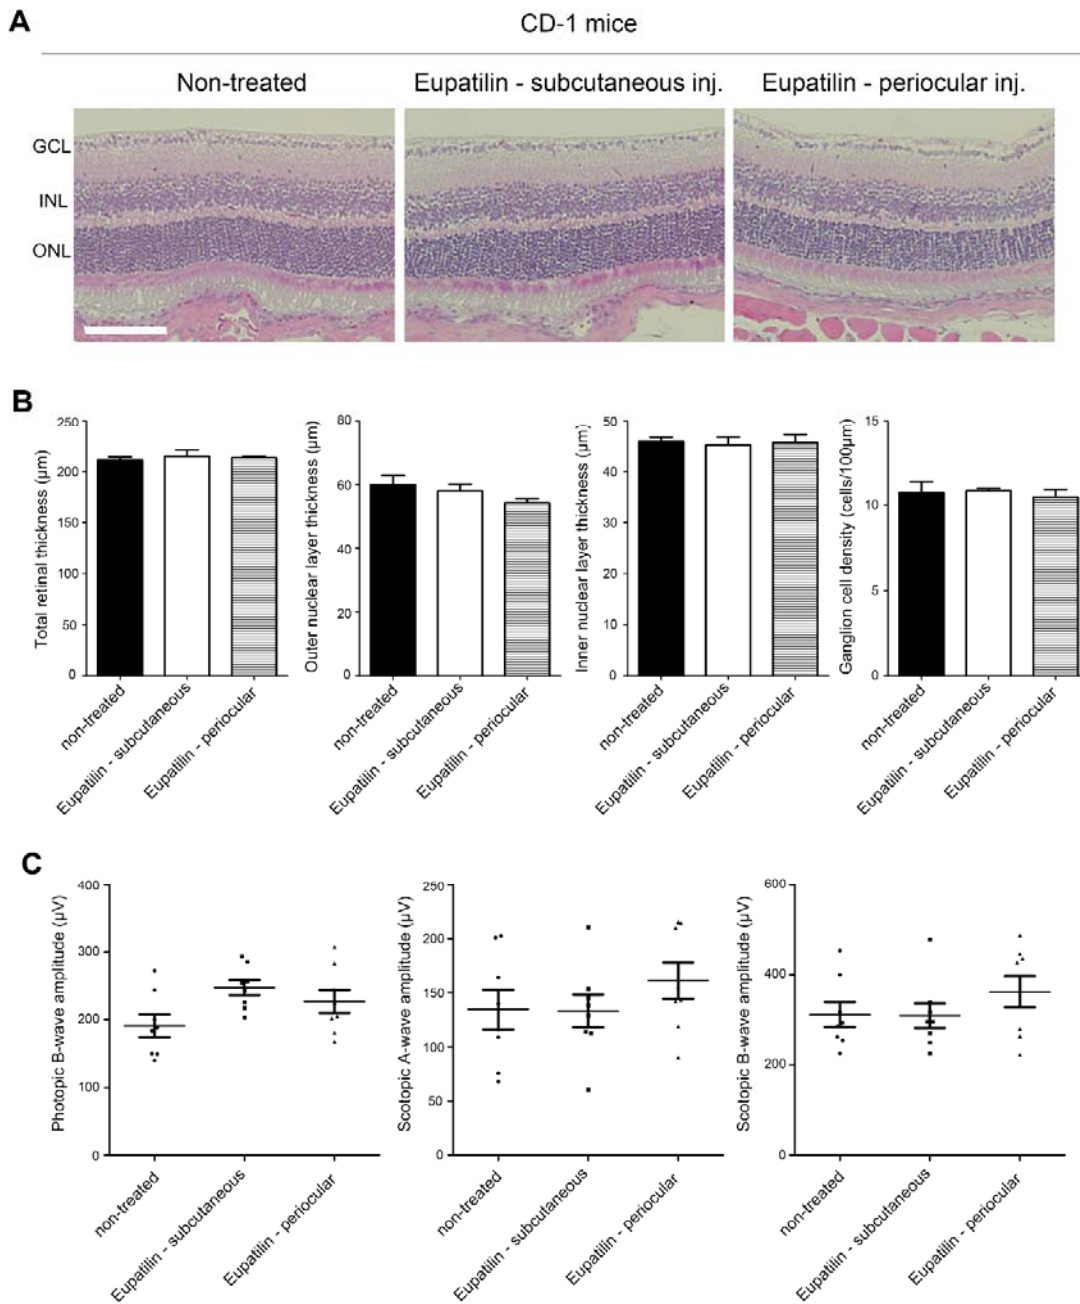 A
CD-1 mice
Non-treated
Eupatilin - subcutaneous inj.
Eupatilin - periocular inj.
GCL
INL
ONL
B
Total retinal thickness (µm)
250
200
150
100
50
0
non-treated
Eupatilin - subcutaneous
Eupatilin - periocular
Outer nuclear layer thickness (µm)
80
60
40
20
0
non-treated
Eupatilin - subcutaneous
Eupatilin - periocular
Inner nuclear layer thickness (µm)
50
40
30
20
10
0
non-treated
Eupatilin - subcutaneous
Eupatilin - periocular
Ganglion cell density (cells/100µm)
15
10
5
0
non-treated
Eupatilin - subcutaneous
Eupatilin - periocular
C
Photopic B-wave amplitude (µV)
400
300
200
100
0
non-treated
Eupatilin - subcutaneous
Eupatilin - periocular
Scotopic A-wave amplitude (µV)
250
200
150
100
50
0
non-treated
Eupatilin - subcutaneous
Eupatilin - periocular
Scotopic B-wave amplitude (µV)
600
400
200
0
non-treated
Eupatilin - subcutaneous
Eupatilin - periocular